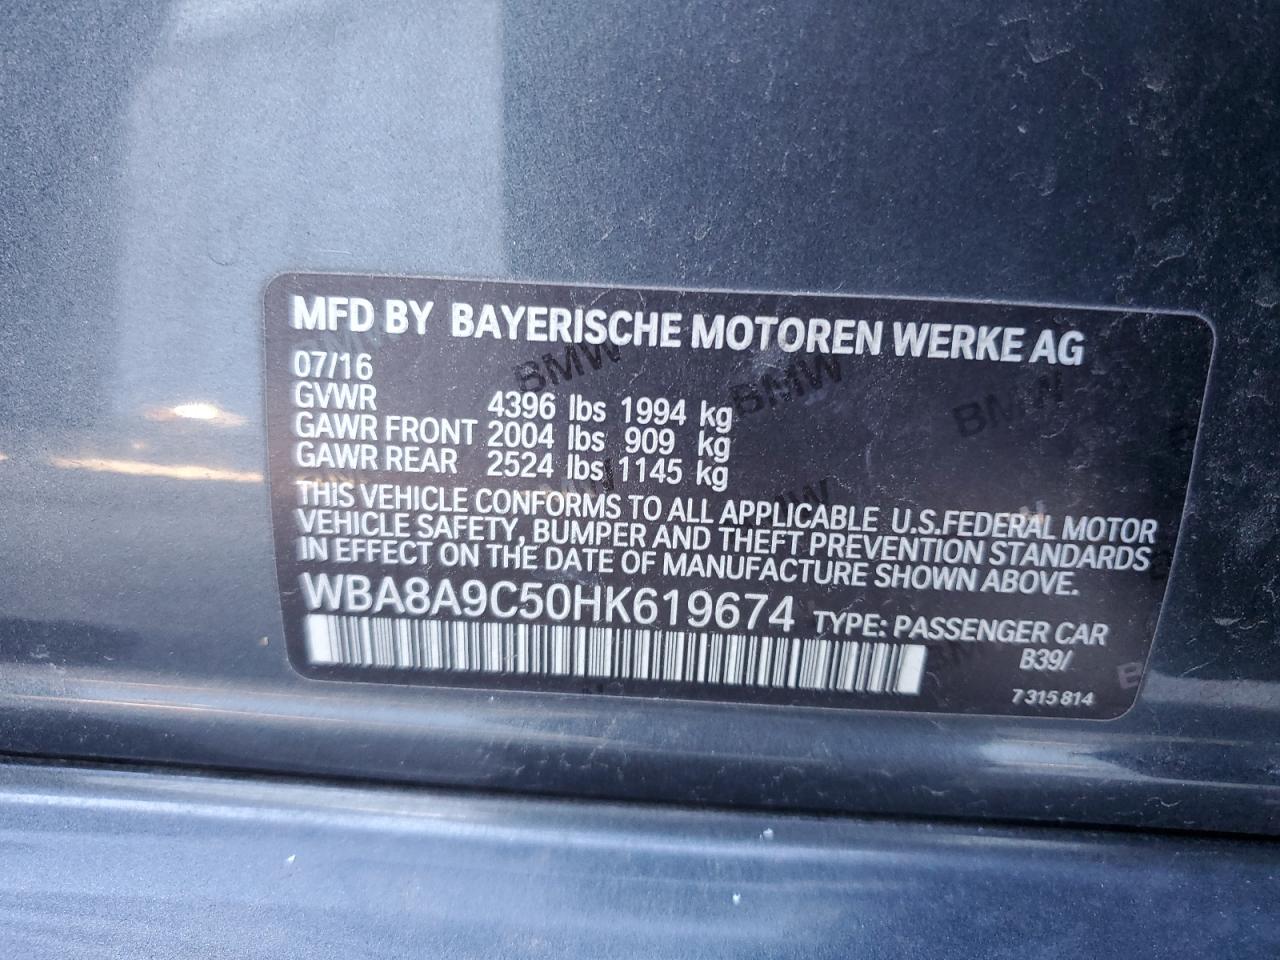 MFD BY BAYERISCHE MOTOREN WERKE AG
07/16
GVWR 4396 lbs 1994 kg
GAWR FRONT 2004 lbs 909 kg
GAWR REAR 2524 lbs 1145 kg
THIS VEHICLE CONFORMS TO ALL APPLICABLE U.S.FEDERAL MOTOR
VEHICLE SAFETY, BUMPER AND THEFT PREVENTION STANDARDS
IN EFFECT ON THE DATE OF MANUFACTURE SHOWN ABOVE.
WBA8A9C50HK619674 TYPE: PASSENGER CAR
B39/
7 315 814
BMW BMW BMW